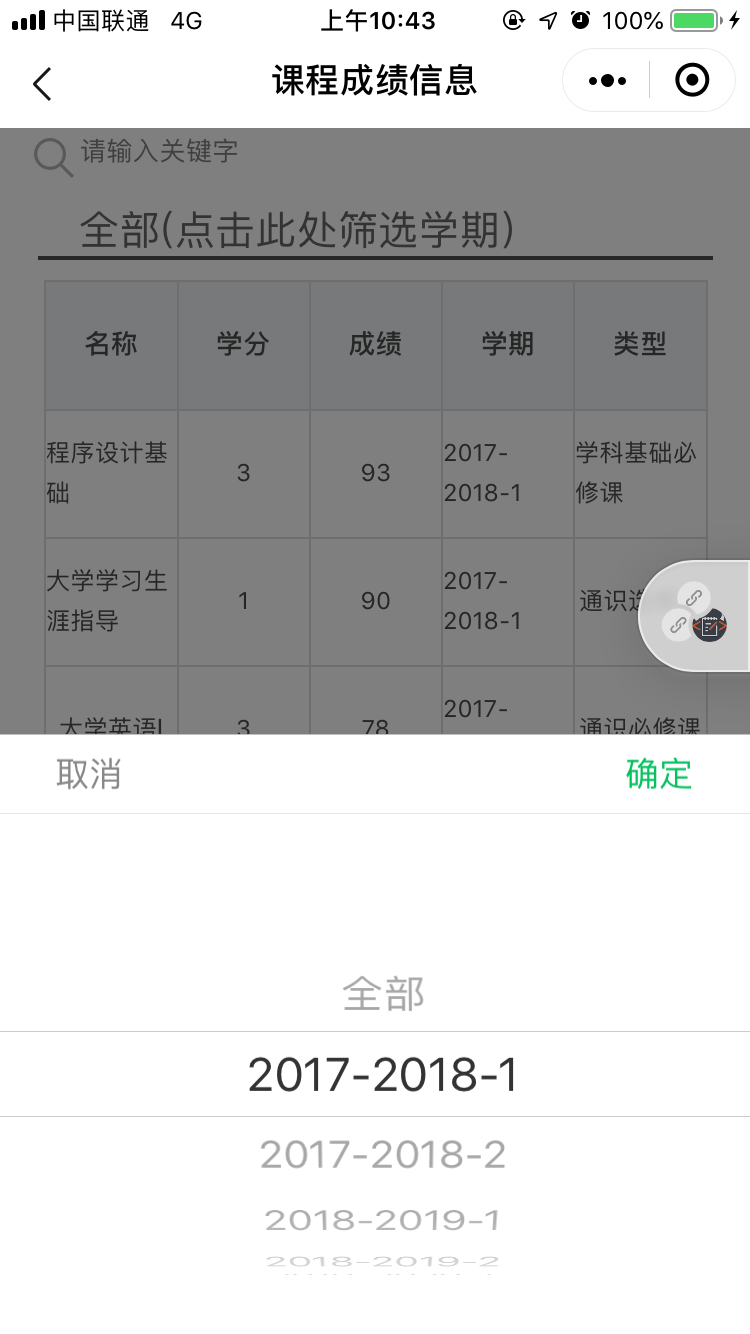 中国联通 4G 上午10:43 100%
课程成绩信息
请输入关键字
全部(点击此处筛选学期)
名称 学分 成绩 学期 类型
程序设计基
础
3
93
2017-
2018-1
学科基础必
修课
大学学习生
涯指导
1
90
2017-
2018-1
通识
大学英语I
3
78
2017-
通识必修课
取消 确定
全部
2017-2018-1
2017-2018-2
2018-2019-1
2018-2019-2